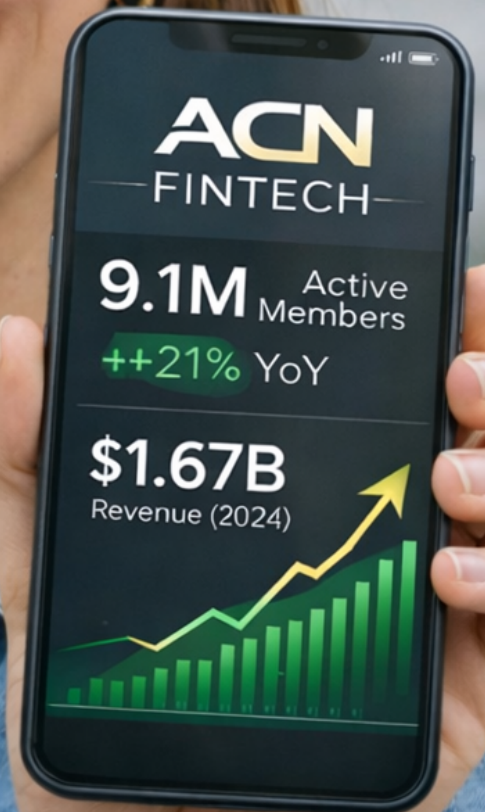 ACN
FINTECH
9.1M Active Members
++21% YoY
$1.67B
Revenue (2024)